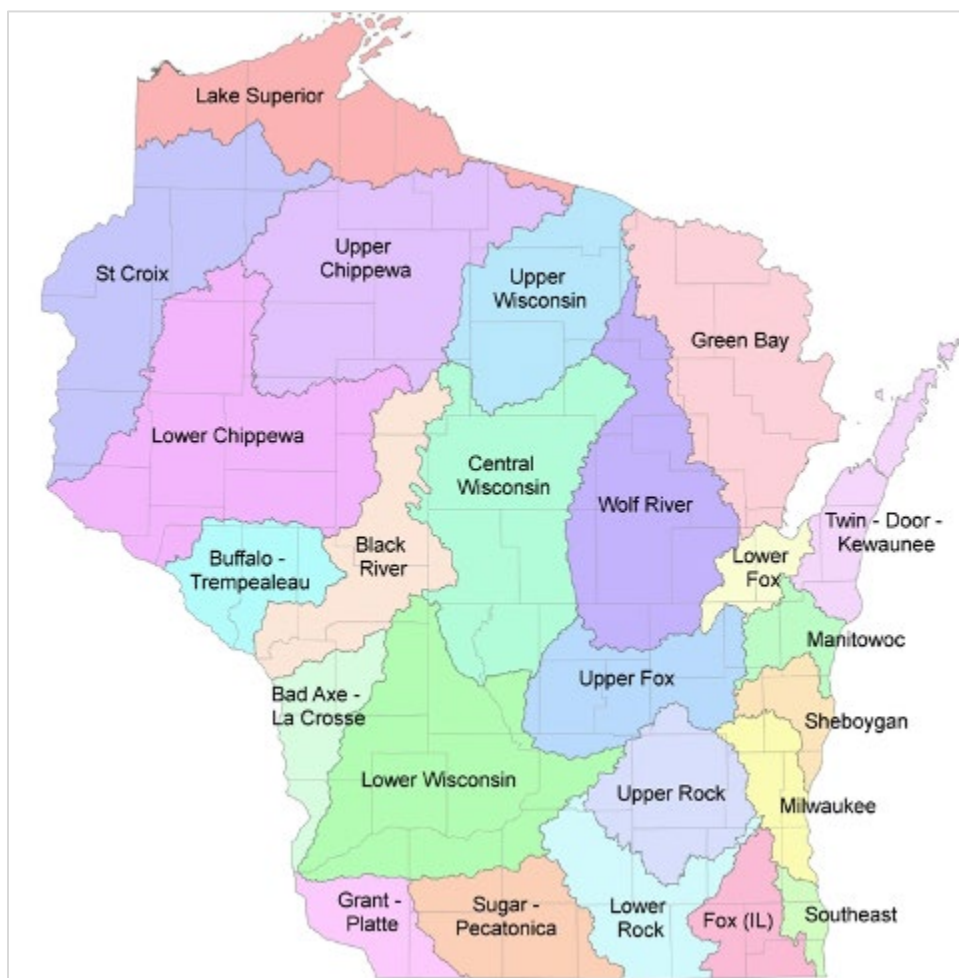 Lake Superior
St Croix
Upper
Chippewa
Upper
Wisconsin
Green Bay
Lower Chippewa
Central
Wisconsin
Wolf River
Twin - Door -
Kewaunee
Black
River
Buffalo -
Trempealeau
Lower
Fox
Manitowoc
Upper Fox
Bad Axe -
La Crosse
Sheboygan
Lower Wisconsin
Upper Rock
Milwaukee
Grant -
Platte
Sugar -
Pecatonica
Lower
Rock
Fox (IL)
Southeast